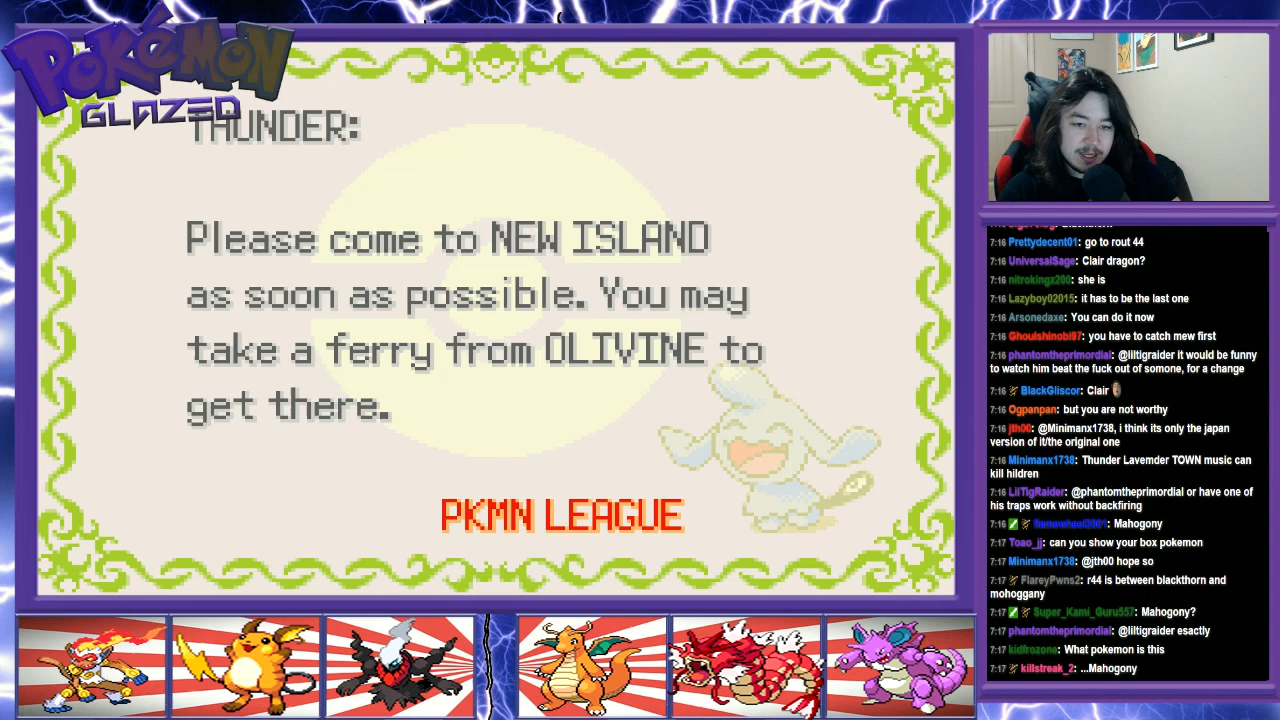 POKéMON
GLAZED
THUNDER:
Please come to NEW ISLAND
as soon as possible. You may
take a ferry from OLIVINE to
get there.
PKMN LEAGUE
7:16 Prettydecent01: go to rout 44
7:16 UniversalSage: Clair dragon?
7:16 nitrokingz200: she is
7:16 Lazyboy02015: it has to be the last one
7:16 Arsonedaxe: You can do it now
7:16 Ghoulshinobi97: you have to catch mew first
7:16 phantomtheprimordial: @liltigraider it would be funny
to watch him beat the fuck out of somone, for a change
7:16 BlackGliscor: Clair
7:16 Ogpanpan: but you are not worthy
7:16 jth00: @Minimanx1738, i think its only the japan
version of it/the original one
7:16 Minimanx1738: Thunder Lavemder TOWN music can
kill hildren
7:16 LilTigRaider: @phantomtheprimordial or have one of
his traps work without backfiring
7:16 Mahogony
7:17 Toao_jj: can you show your box pokemon
7:17 Minimanx1738: @jth00 hope so
7:17 FlareyPwns2: r44 is between blackthorn and
mohoggany
7:17 Super_Kami_Guru557: Mahogony?
7:17 phantomtheprimordial: @liltigraider esactly
7:17 kidfrozone: What pokemon is this
7:17 killstreak_2: ...Mahogony